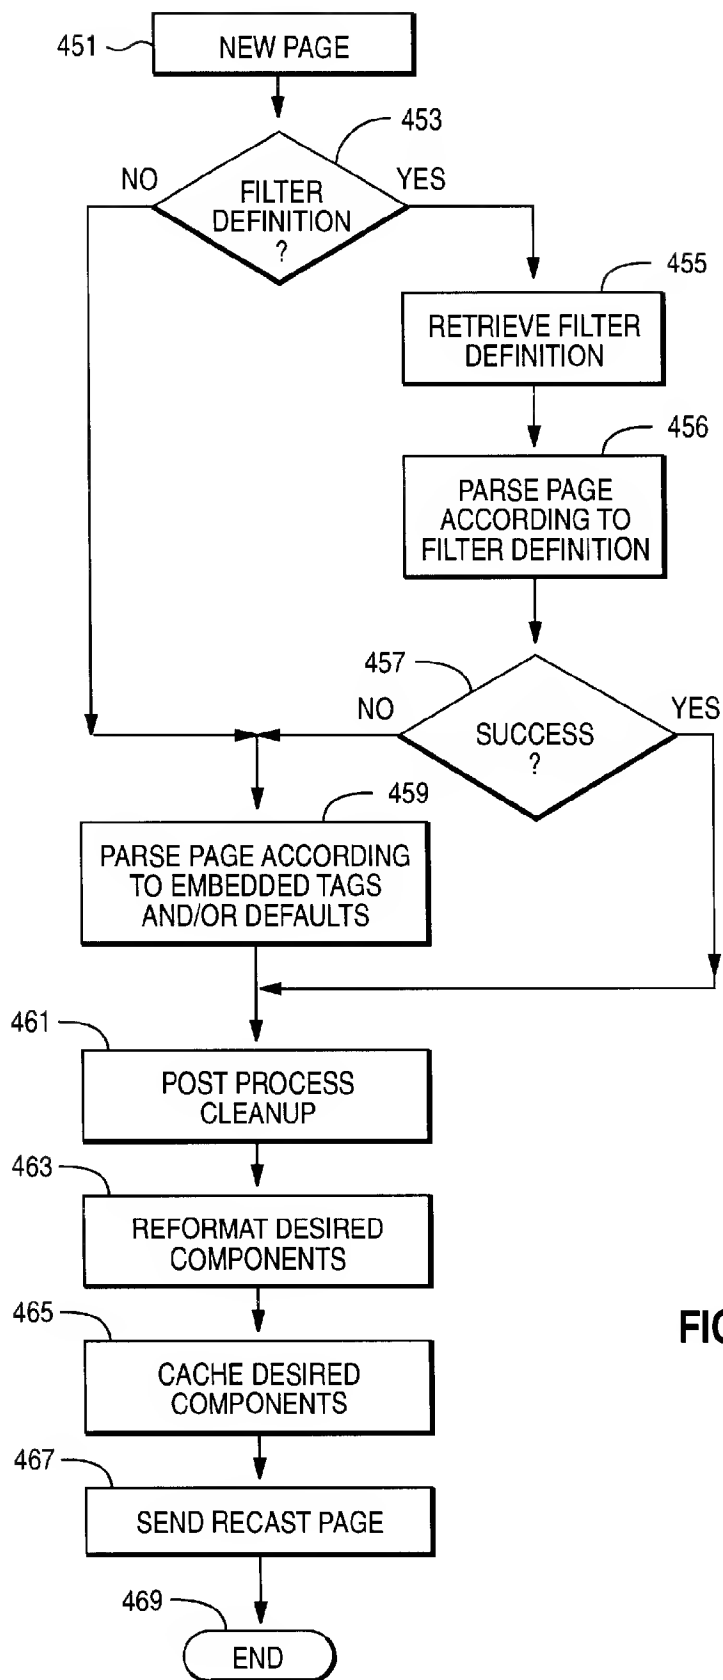 451
NEW PAGE
453
NO
YES
FILTER
DEFINITION
?
455
RETRIEVE FILTER
DEFINITION
456
PARSE PAGE
ACCORDING TO
FILTER DEFINITION
457
NO
YES
SUCCESS
?
459
PARSE PAGE ACCORDING
TO EMBEDDED TAGS
AND/OR DEFAULTS
461
POST PROCESS
CLEANUP
463
REFORMAT DESIRED
COMPONENTS
FIG
465
CACHE DESIRED
COMPONENTS
467
SEND RECAST PAGE
469
END